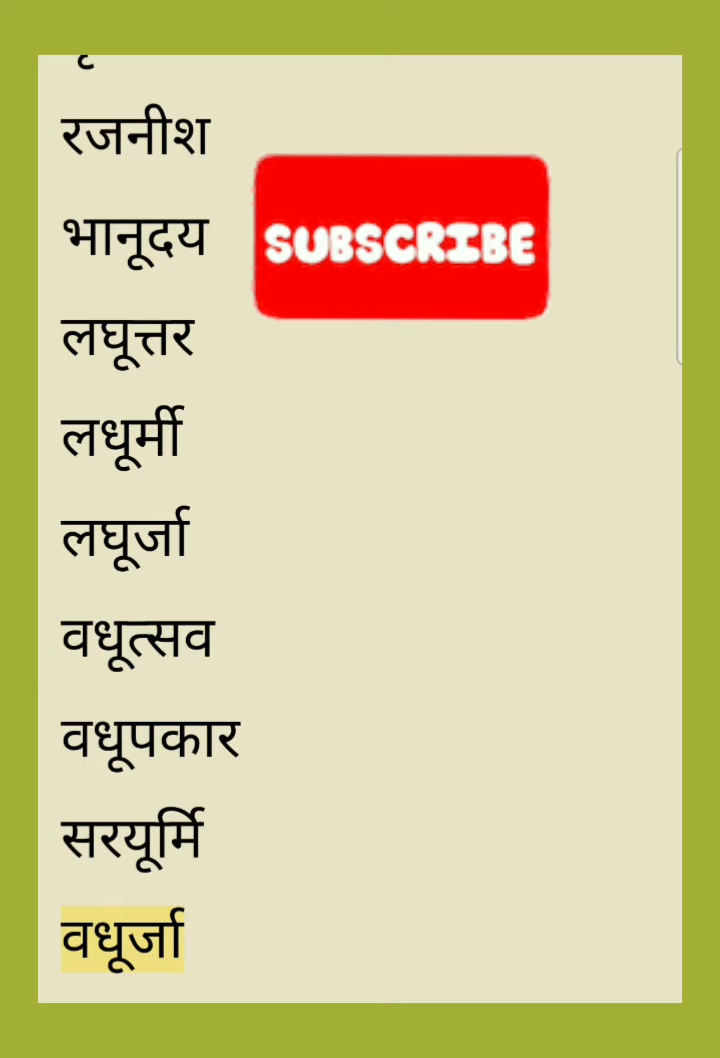 रजनीश
भानूदय
SUBSCRIBE
लघूत्तर
लधूर्मी
लघूर्जा
वधूत्सव
वधूपकार
सरयूर्मि
वधूर्जा